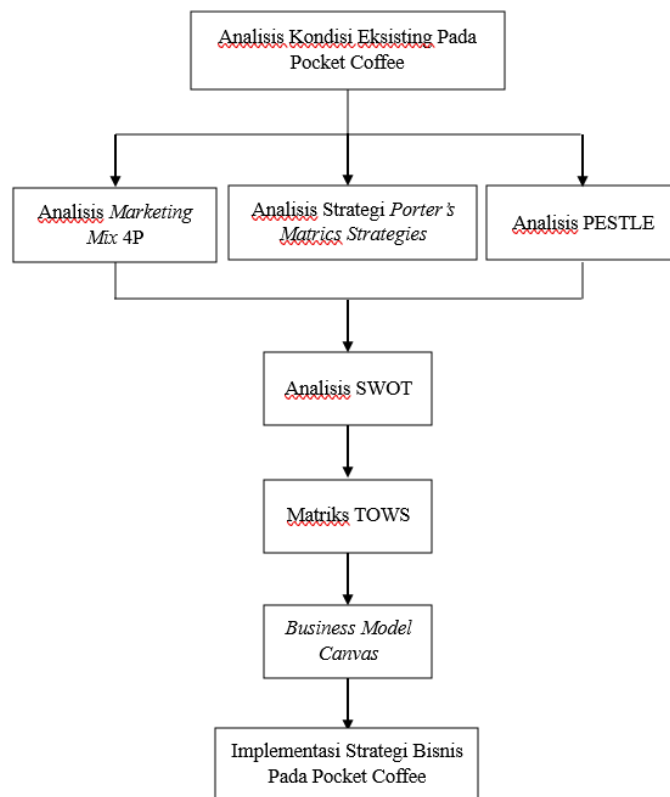 Analisis Kondisi Eksisting Pada
Pocket Coffee
Analisis Marketing
Mix 4P
Analisis Strategi Porter’s
Matrics Strategies
Analisis PESTLE
Analisis SWOT
Matriks TOWS
Business Model
Canvas
Implementasi Strategi Bisnis
Pada Pocket Coffee